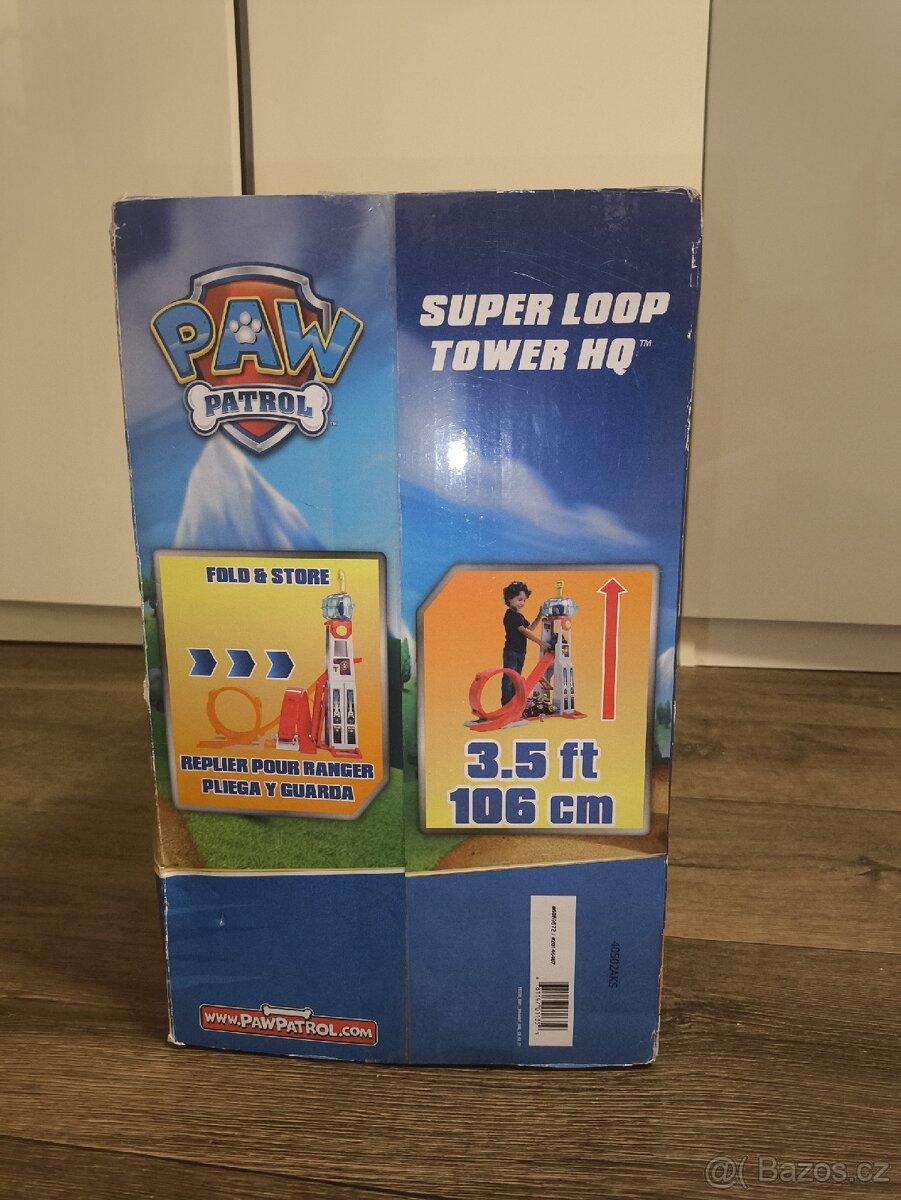 PAW
PATROL
SUPER LOOP
TOWER HQ™
FOLD & STORE
REPLIER POUR RANGER
PLIEGA Y GUARDA
3.5 ft
106 cm
www.PawPatrol.com
40502AKS
Bazos.cz